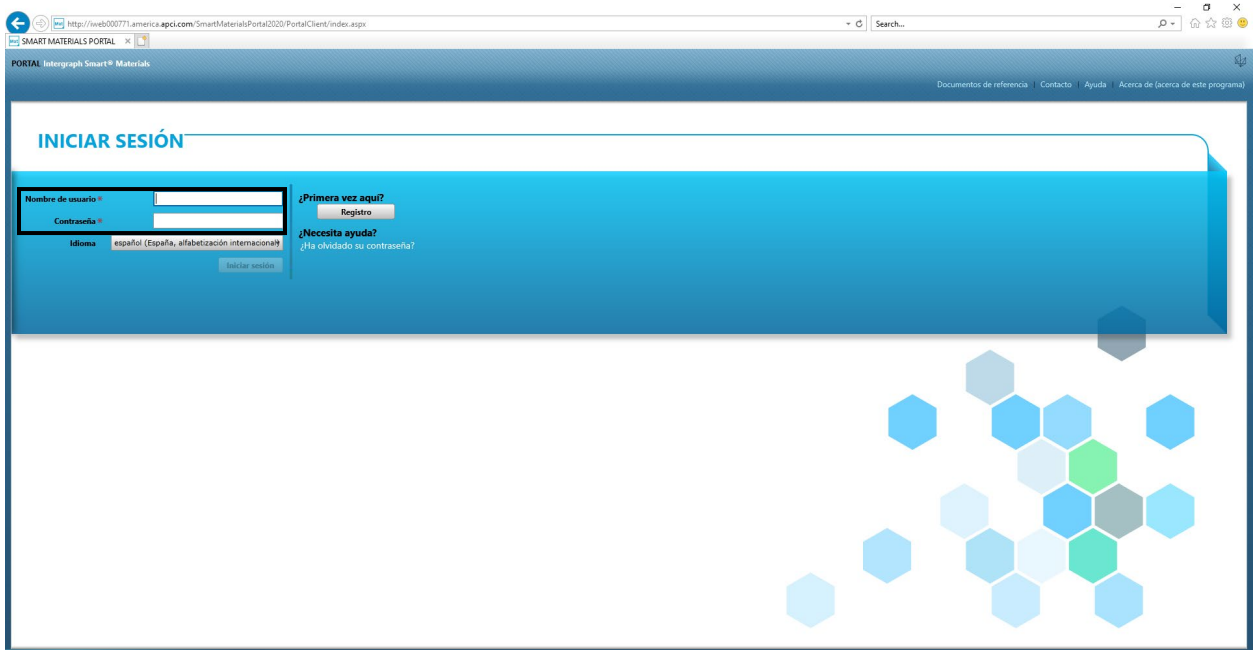 http://iweb000771.america.apci.com/SmartMaterialsPortal2020/PortalClient/index.aspx
Search...
SMART MATERIALS PORTAL
PORTAL Intergraph Smart® Materials
Documentos de referencia | Contacto | Ayuda | Acerca de (acerca de este programa)
INICIAR SESIÓN
Nombre de usuario *
Contraseña *
Idioma español (España, alfabetización internacional)
Iniciar sesión
¿Primera vez aquí?
Registro
¿Necesita ayuda?
¿Ha olvidado su contraseña?